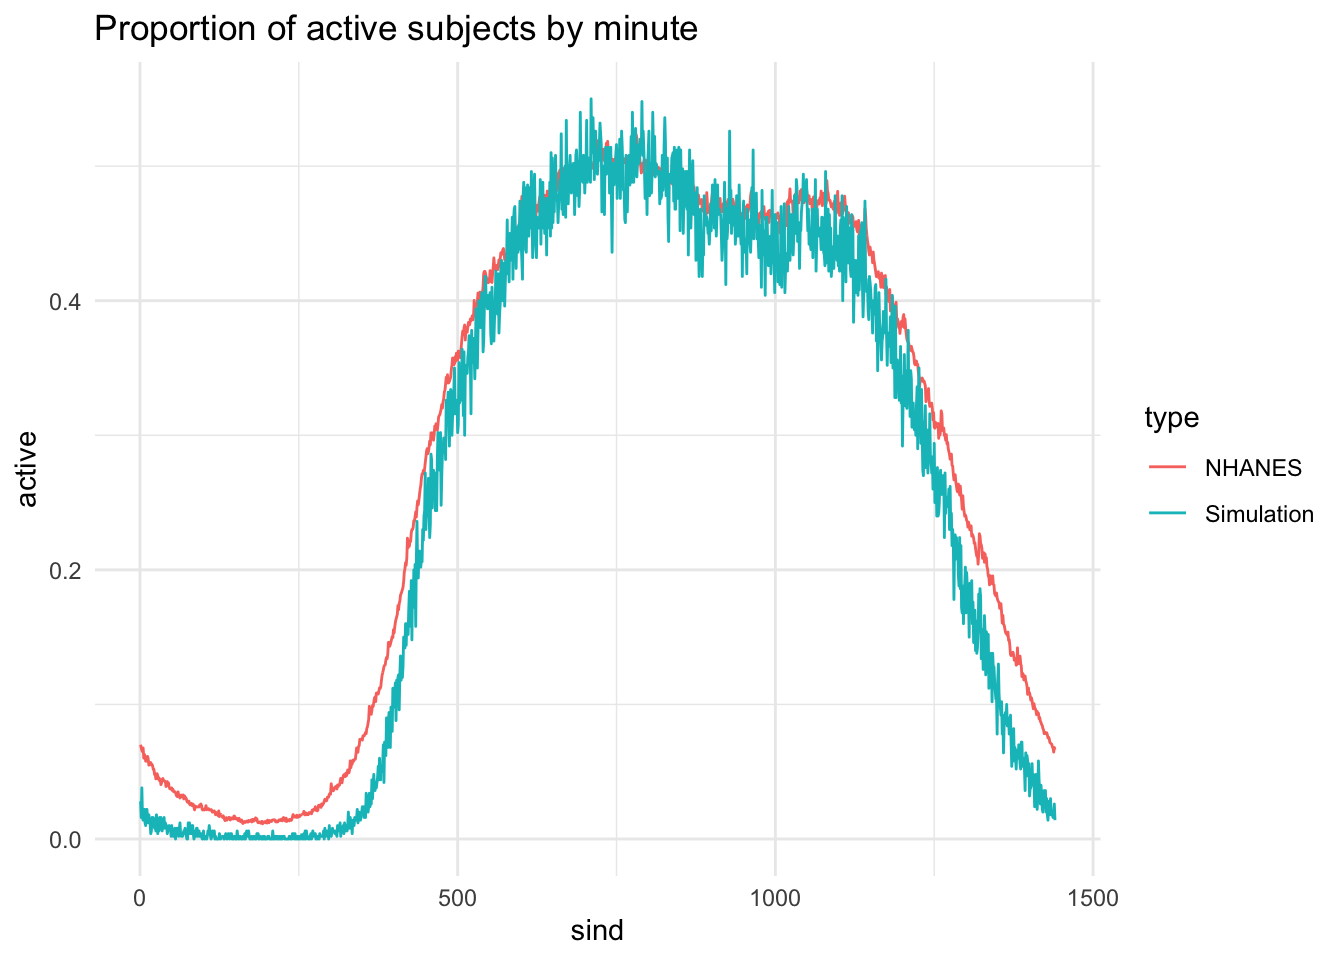 Proportion of active subjects by minute
active
0.4
0.2
0.0
0
500
1000
1500
sind
type
NHANES
Simulation